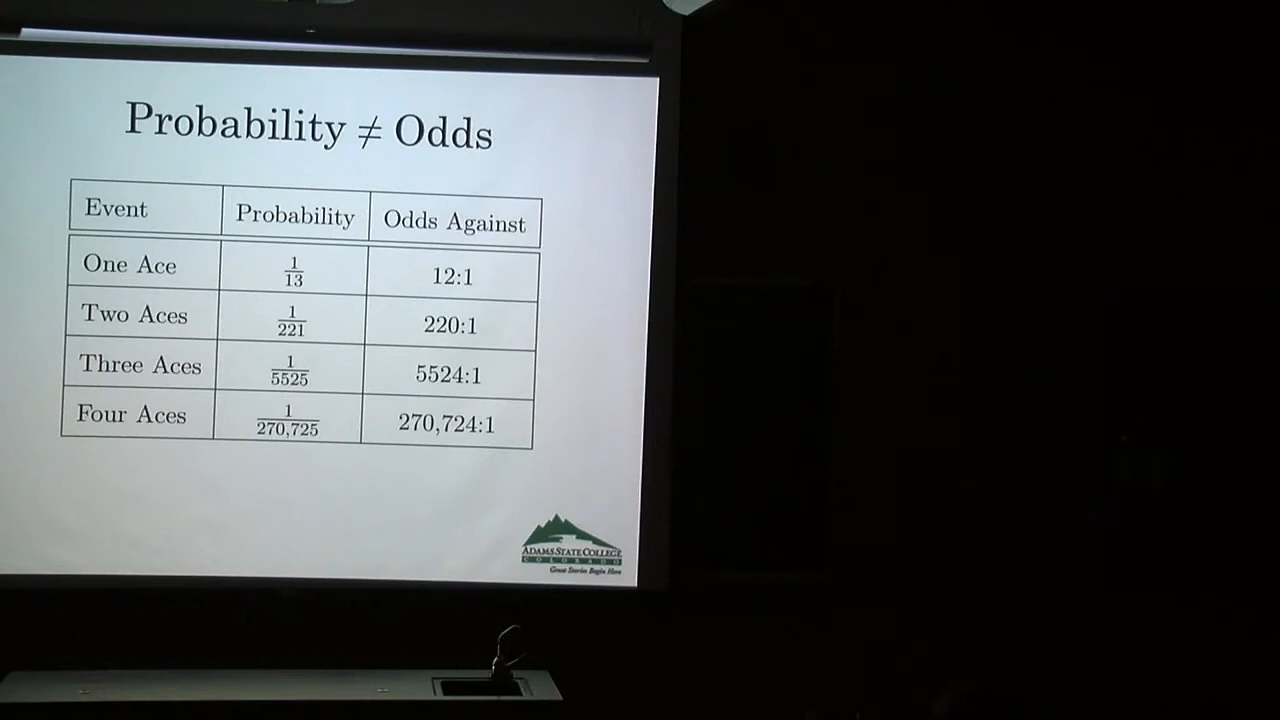 Probability ≠ Odds
Event Probability Odds Against
One Ace 1/13 12:1
Two Aces 1/221 220:1
Three Aces 1/5525 5524:1
Four Aces 1/270,725 270,724:1
ADAMS STATE COLLEGE
COLORADO
Great Stories Begin Here